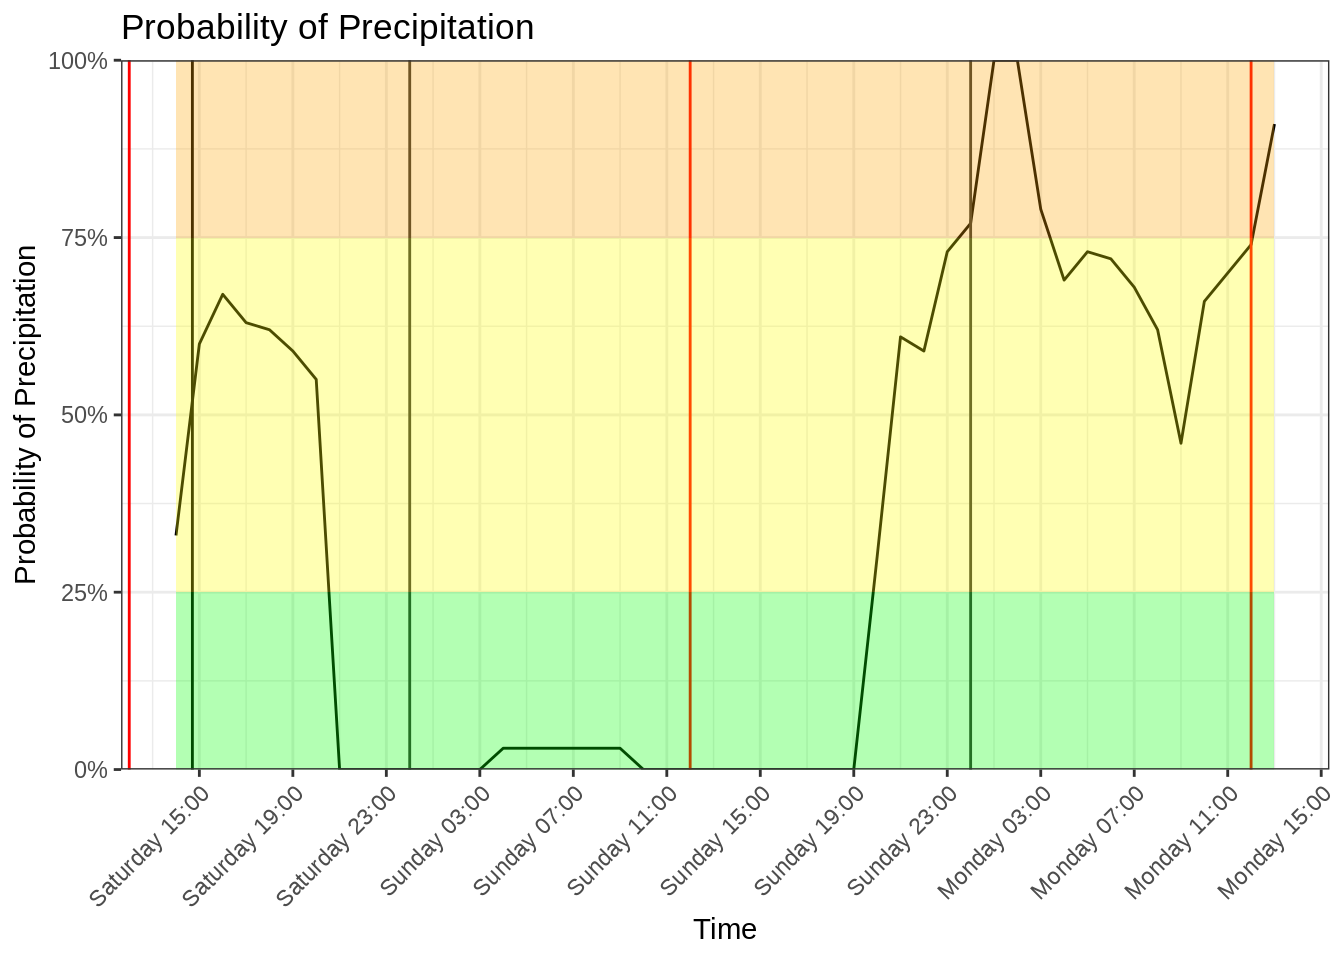 Probability of Precipitation
Probability of Precipitation
100%
75%
50%
25%
0%
Saturday 15:00
Saturday 19:00
Saturday 23:00
Sunday 03:00
Sunday 07:00
Sunday 11:00
Sunday 15:00
Sunday 19:00
Sunday 23:00
Monday 03:00
Monday 07:00
Monday 11:00
Monday 15:00
Time